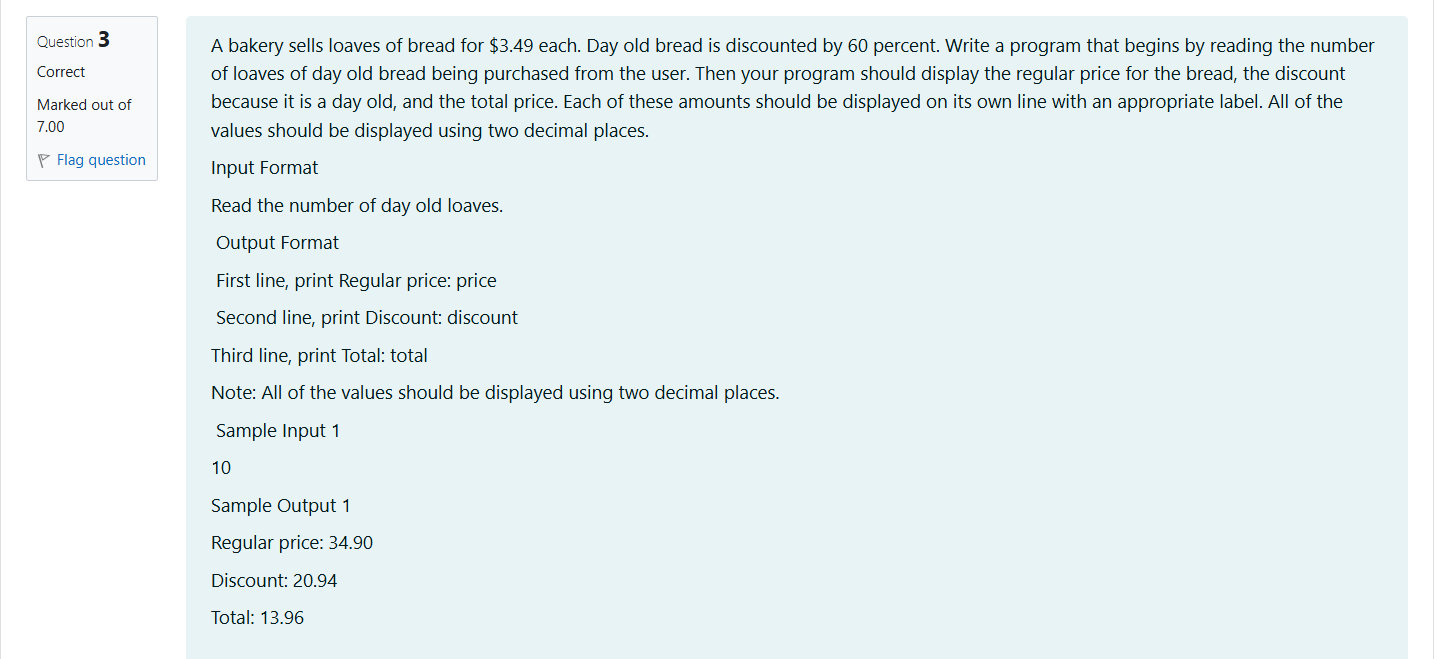 Question 3
Correct
Marked out of
7.00
Flag question
A bakery sells loaves of bread for $3.49 each. Day old bread is discounted by 60 percent. Write a program that begins by reading the number
of loaves of day old bread being purchased from the user. Then your program should display the regular price for the bread, the discount
because it is a day old, and the total price. Each of these amounts should be displayed on its own line with an appropriate label. All of the
values should be displayed using two decimal places.
Input Format
Read the number of day old loaves.
Output Format
First line, print Regular price: price
Second line, print Discount: discount
Third line, print Total: total
Note: All of the values should be displayed using two decimal places.
Sample Input 1
10
Sample Output 1
Regular price: 34.90
Discount: 20.94
Total: 13.96